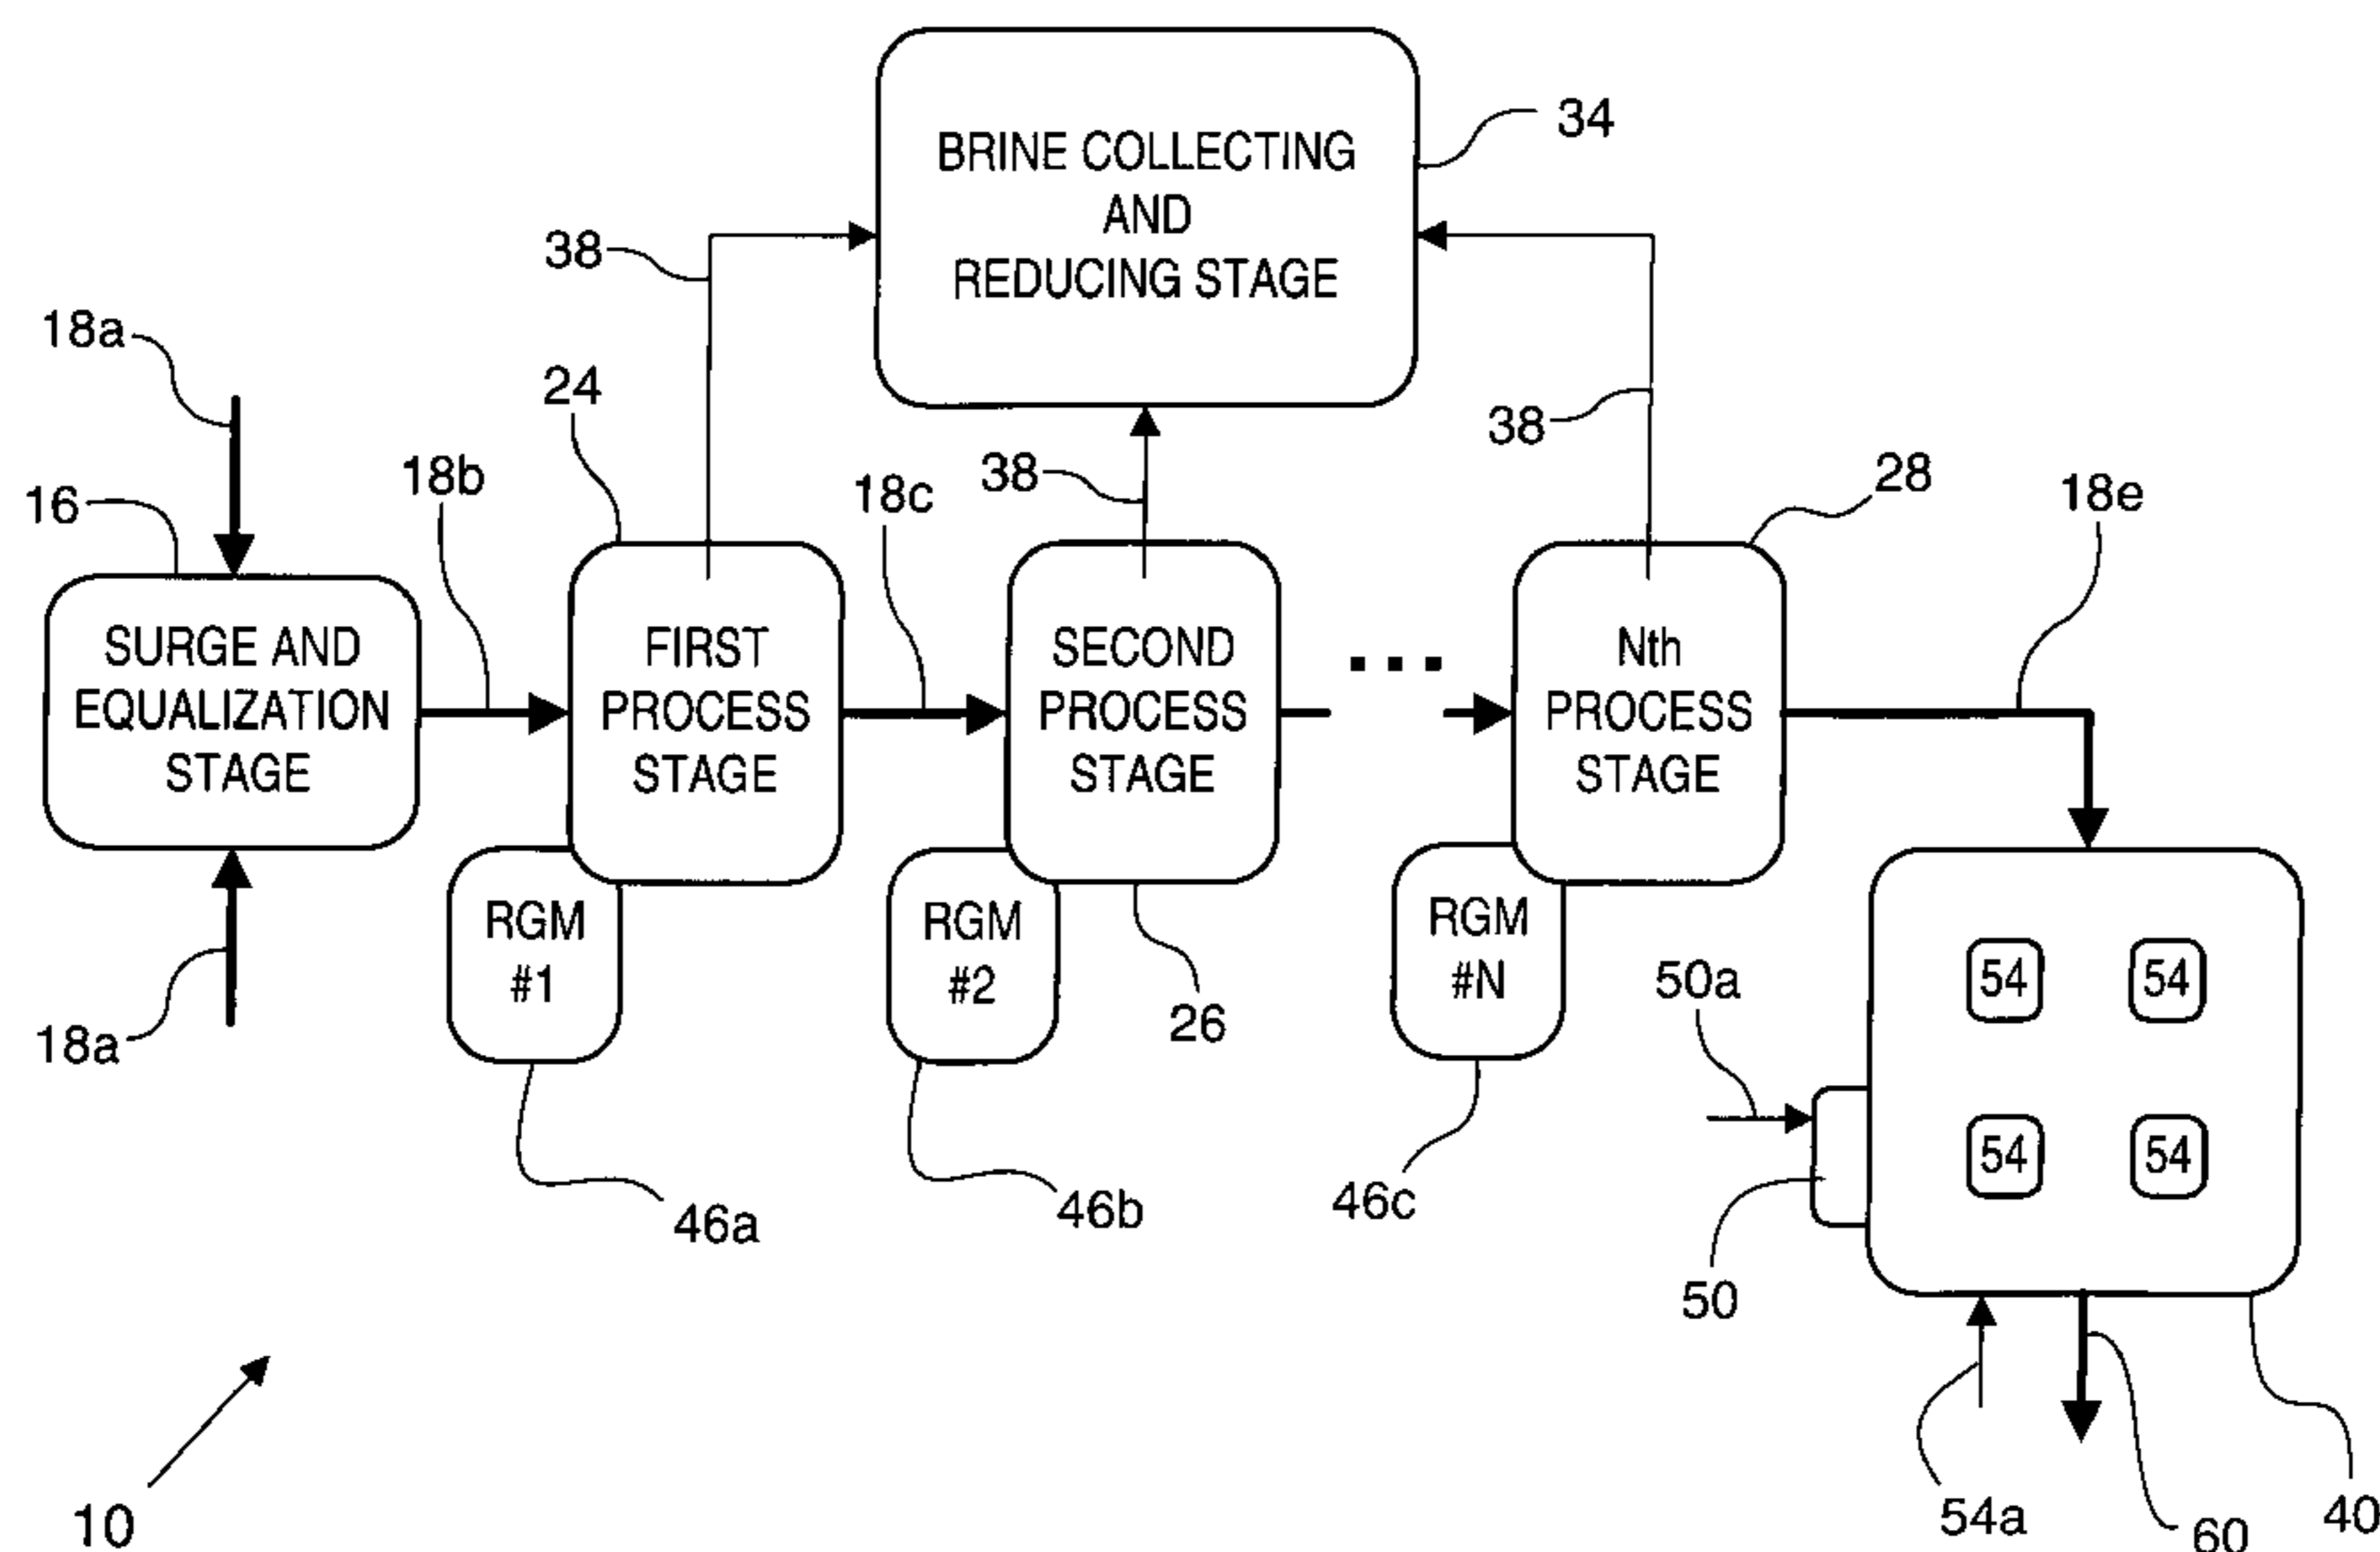 BRINE COLLECTING
AND
REDUCING STAGE
34
38
18a
24
16
18b
18c
38
38
28
18e
SURGE AND
EQUALIZATION
STAGE
FIRST
PROCESS
STAGE
SECOND
PROCESS
STAGE
...
Nth
PROCESS
STAGE
18a
RGM
#1
RGM
#2
26
RGM
#N
50a
54
54
54
54
46a
46b
46c
50
10
54a
60
40